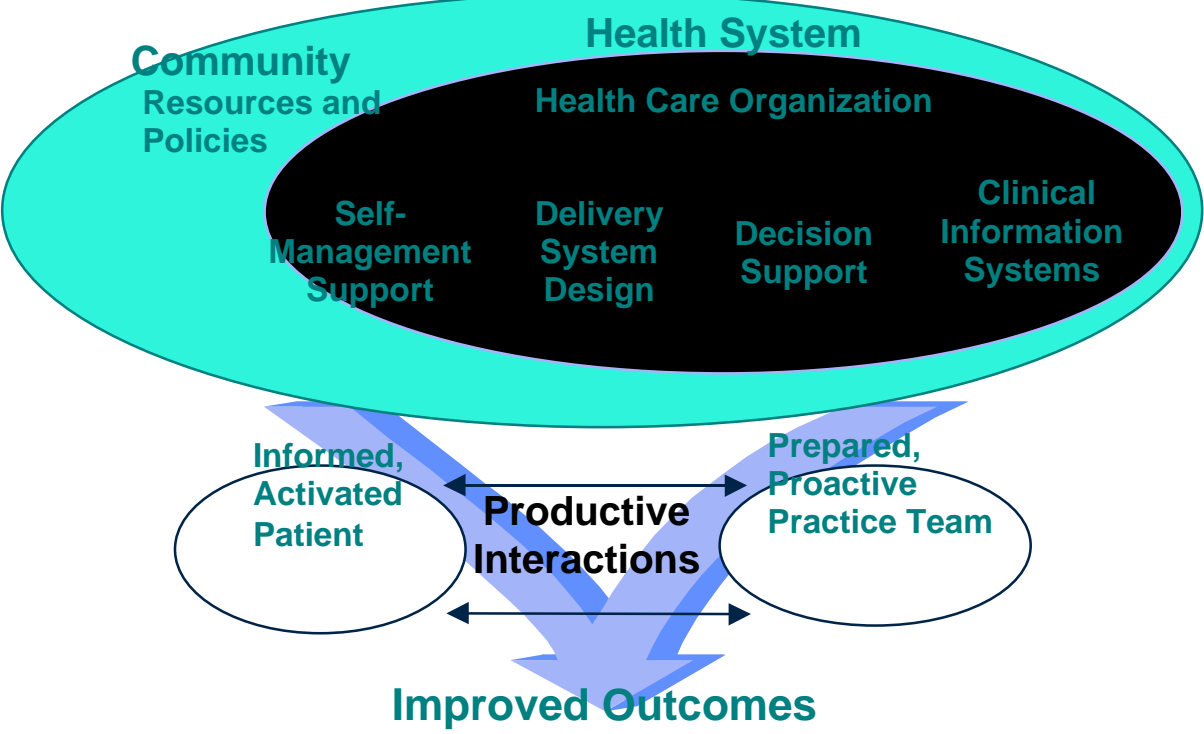 Health System
Community
Resources and
Policies
Health Care Organization
Self-
Management
Support
Delivery
System
Design
Decision
Support
Clinical
Information
Systems
Informed,
Activated
Patient
Productive
Interactions
Prepared,
Proactive
Practice Team
Improved Outcomes